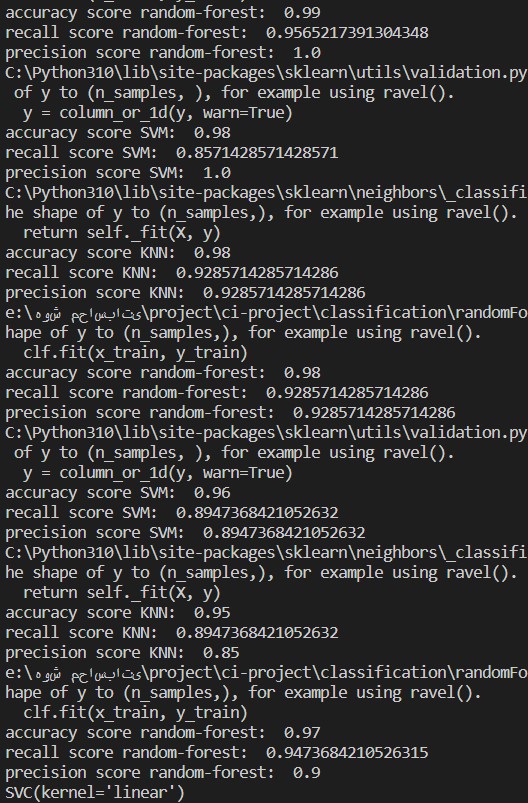 accuracy score random-forest:  0.99
recall score random-forest:  0.9565217391304348
precision score random-forest:  1.0
C:\Python310\lib\site-packages\sklearn\utils\validation.py
 of y to (n_samples, ), for example using ravel().
  y = column_or_1d(y, warn=True)
accuracy score SVM:  0.98
recall score SVM:  0.8571428571428571
precision score SVM:  1.0
C:\Python310\lib\site-packages\sklearn\neighbors\_classifi
he shape of y to (n_samples,), for example using ravel().
  return self._fit(X, y)
accuracy score KNN:  0.98
recall score KNN:  0.9285714285714286
precision score KNN:  0.9285714285714286
e:\هوش محاسباتی\project\ci-project\classification\randomFo
hape of y to (n_samples,), for example using ravel().
  clf.fit(x_train, y_train)
accuracy score random-forest:  0.98
recall score random-forest:  0.9285714285714286
precision score random-forest:  0.9285714285714286
C:\Python310\lib\site-packages\sklearn\utils\validation.py
 of y to (n_samples, ), for example using ravel().
  y = column_or_1d(y, warn=True)
accuracy score SVM:  0.96
recall score SVM:  0.8947368421052632
precision score SVM:  0.8947368421052632
C:\Python310\lib\site-packages\sklearn\neighbors\_classifi
he shape of y to (n_samples,), for example using ravel().
  return self._fit(X, y)
accuracy score KNN:  0.95
recall score KNN:  0.8947368421052632
precision score KNN:  0.85
e:\هوش محاسباتی\project\ci-project\classification\randomFo
hape of y to (n_samples,), for example using ravel().
  clf.fit(x_train, y_train)
accuracy score random-forest:  0.97
recall score random-forest:  0.9473684210526315
precision score random-forest:  0.9
SVC(kernel='linear')